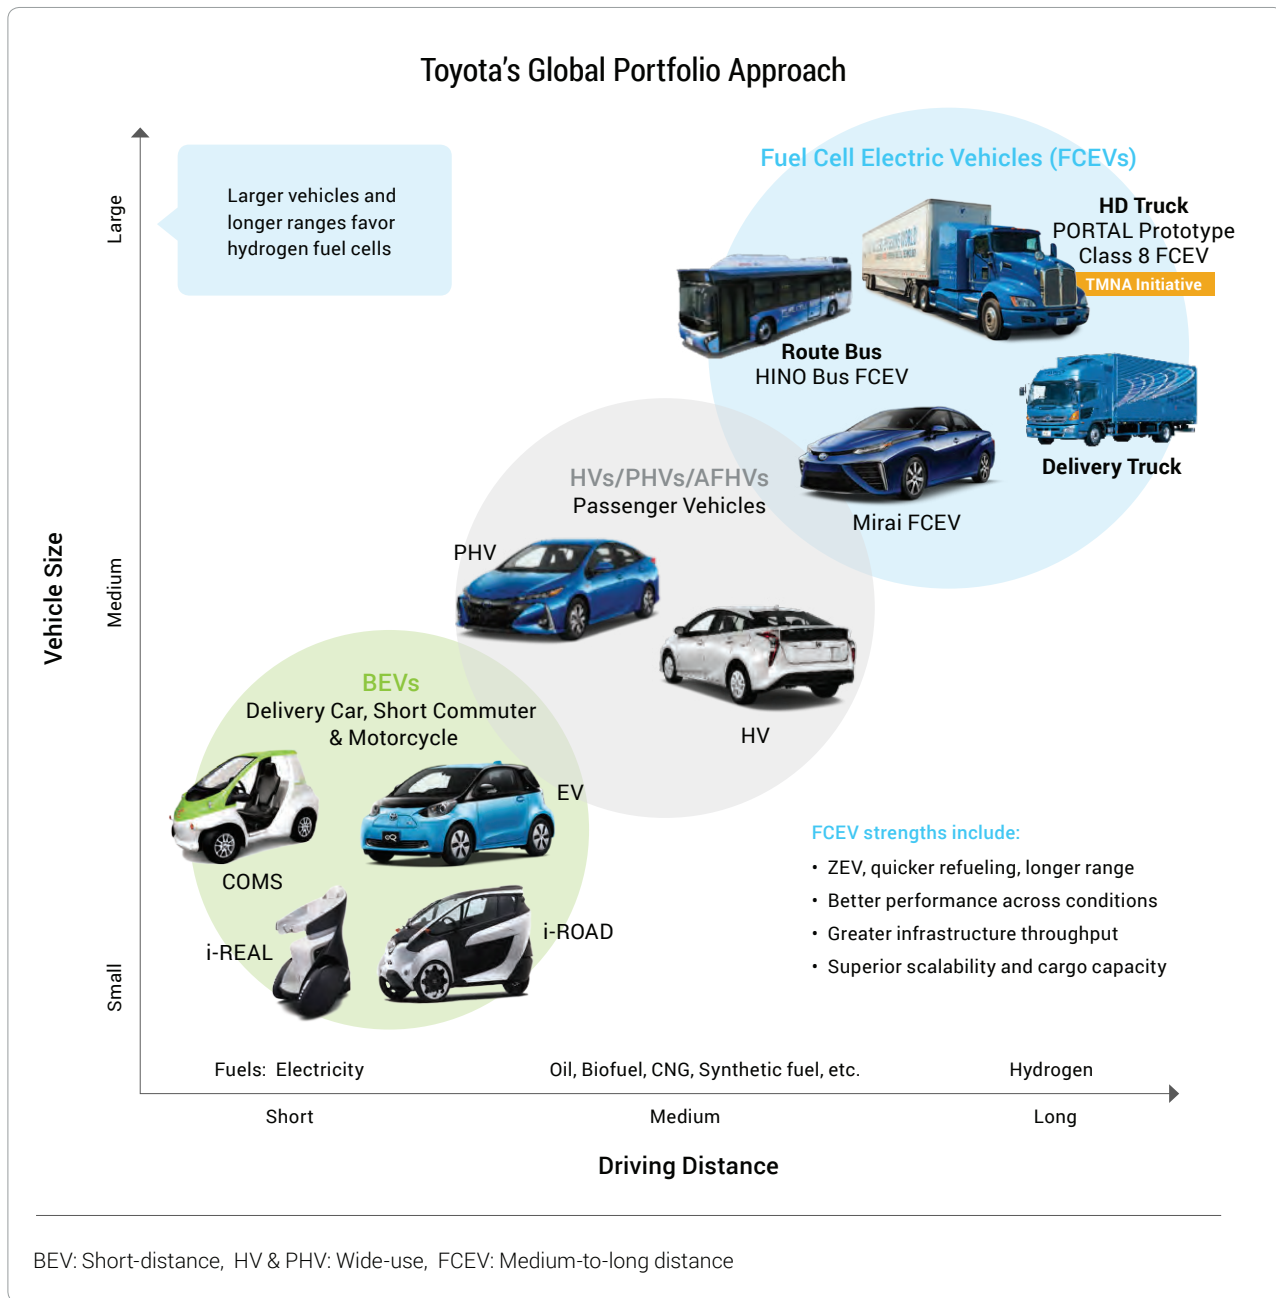 Toyota's Global Portfolio Approach
Larger vehicles and
longer ranges favor
hydrogen fuel cells
Fuel Cell Electric Vehicles (FCEVs)
HD Truck
PORTAL Prototype
Class 8 FCEV
TMNA Initiative
Route Bus
HINO Bus FCEV
Delivery Truck
Mirai FCEV
HVs/PHVs/AFHVs
Passenger Vehicles
PHV
HV
BEVs
Delivery Car, Short Commuter
& Motorcycle
EV
eQ
COMS
i-REAL
i-ROAD
FCEV strengths include:
• ZEV, quicker refueling, longer range
• Better performance across conditions
• Greater infrastructure throughput
• Superior scalability and cargo capacity
Vehicle Size
Large
Medium
Small
Fuels: Electricity
Oil, Biofuel, CNG, Synthetic fuel, etc.
Hydrogen
Short
Medium
Long
Driving Distance
BEV: Short-distance, HV & PHV: Wide-use, FCEV: Medium-to-long distance